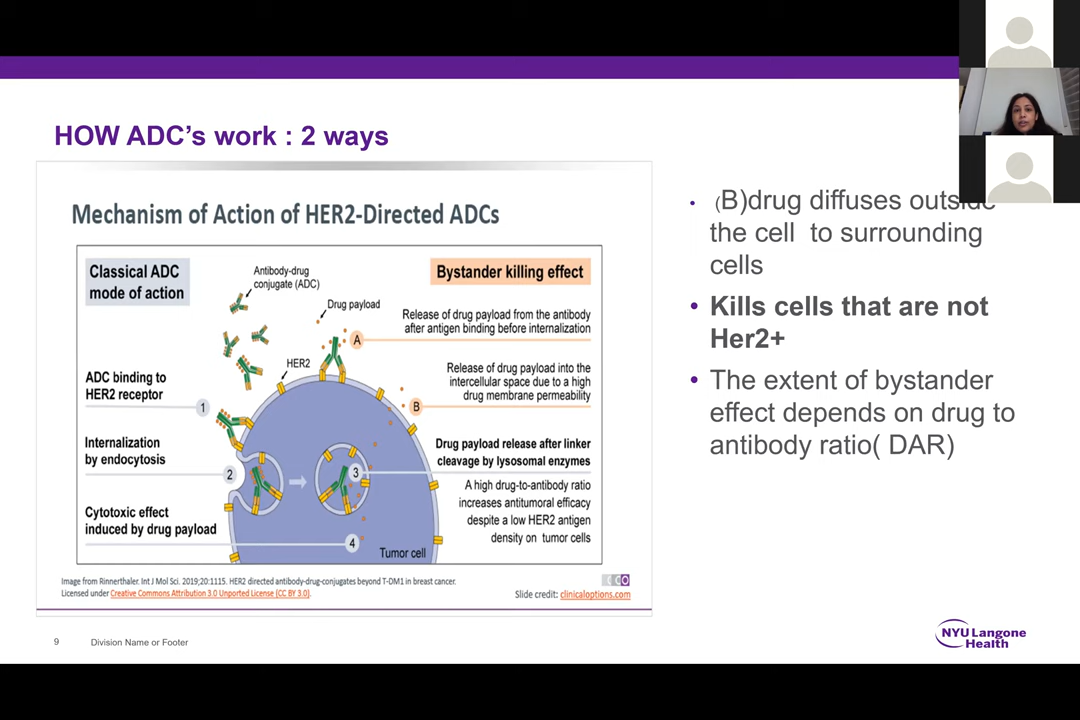 HOW ADC's work : 2 ways
Mechanism of Action of HER2-Directed ADCs
Classical ADC
mode of action
Antibody-drug
conjugate (ADC)
Drug payload
HER2
Bystander killing effect
Release of drug payload from the antibody
after antigen binding before internalization
A
ADC binding to
HER2 receptor
1
Release of drug payload into the
intercellular space due to a high
drug membrane permeability
B
Internalization
by endocytosis
2
Drug payload release after linker
cleavage by lysosomal enzymes
3
A high drug-to-antibody ratio
increases antitumoral efficacy
despite a low HER2 antigen
density on tumor cells
Cytotoxic effect
induced by drug payload
4
Tumor cell
Image from Rinnerthaler. Int J Mol Sci. 2019;20:1115. HER2 directed antibody-drug-conjugates beyond T-DM1 in breast cancer.
Licensed under Creative Commons Attribution 3.0 Unported License (CC BY 3.0).
CCO
Slide credit: clinicaloptions.com
• (B)drug diffuses outside
the cell to surrounding
cells
• Kills cells that are not
Her2+
• The extent of bystander
effect depends on drug to
antibody ratio( DAR)
9
Division Name or Footer
NYU Langone
Health